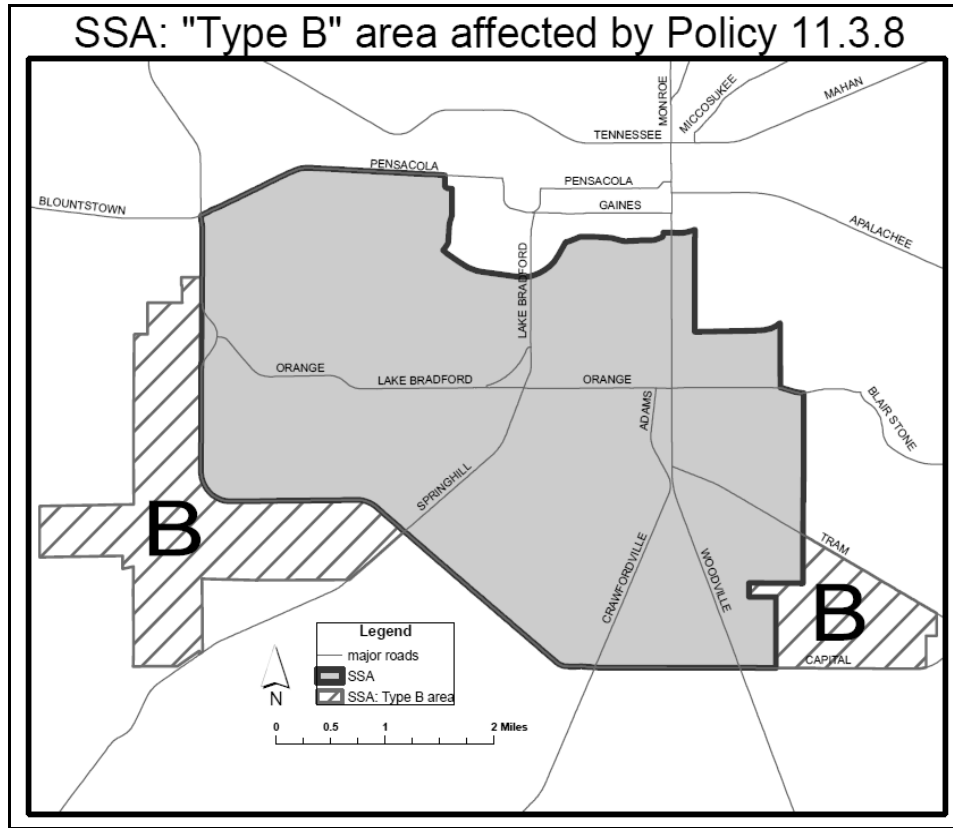 SSA: "Type B" area affected by Policy 11.3.8
MONROE
MICCOSUKEE
MAHAN
TENNESSEE
PENSACOLA
PENSACOLA
BLOUNTSTOWN
GAINES
APALACHEE
LAKE BRADFORD
ORANGE
LAKE BRADFORD
ORANGE
ADAMS
BLAIR STONE
SPRINGHILL
B
TRAM
CRAWFORDVILLE
WOODVILLE
B
CAPITAL
Legend
major roads
SSA
SSA: Type B area
N
0 0.5 1 2 Miles